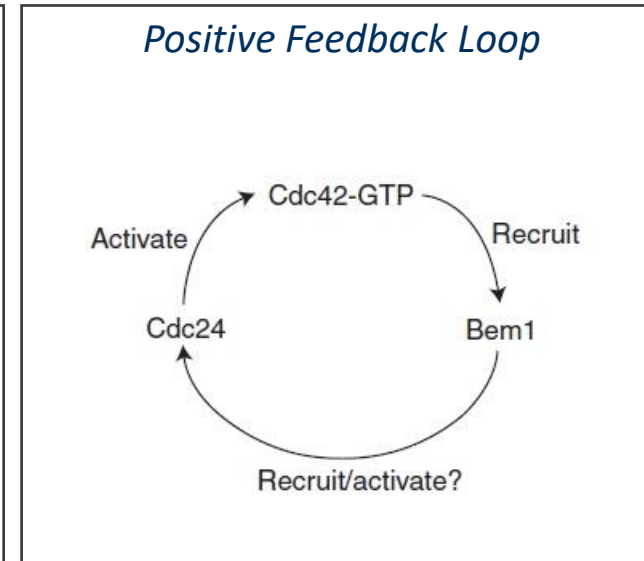 Positive Feedback Loop
Cdc42-GTP
Activate
Recruit
Cdc24
Bem1
Recruit/activate?